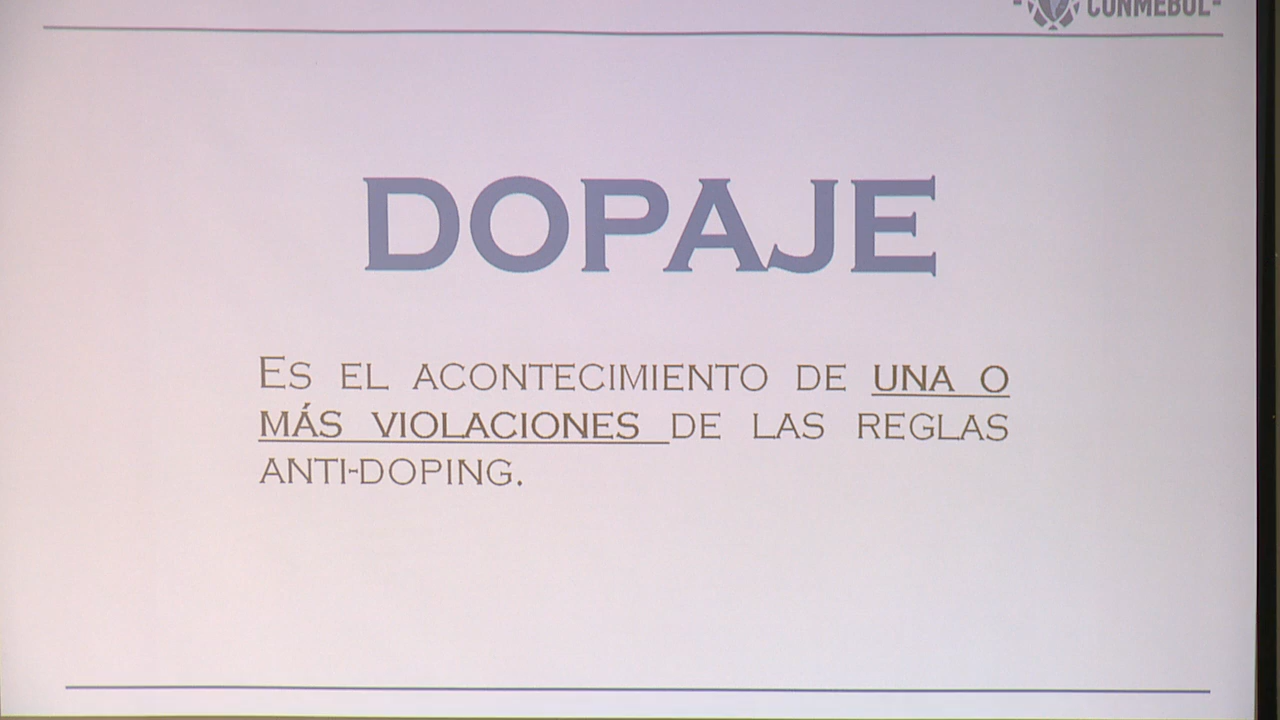 CONMEBOL
DOPAJE
ES EL ACONTECIMIENTO DE UNA O
MÁS VIOLACIONES DE LAS REGLAS
ANTI-DOPING.